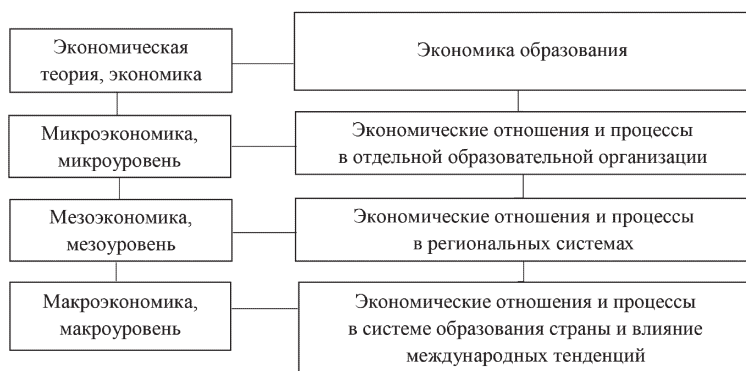 Экономическая
теория, экономика
Экономика образования
Микроэкономика,
микроуровень
Экономические отношения и процессы
в отдельной образовательной организации
Мезоэкономика,
мезоуровень
Экономические отношения и процессы
в региональных системах
Макроэкономика,
макроуровень
Экономические отношения и процессы
в системе образования страны и влияние
международных тенденций